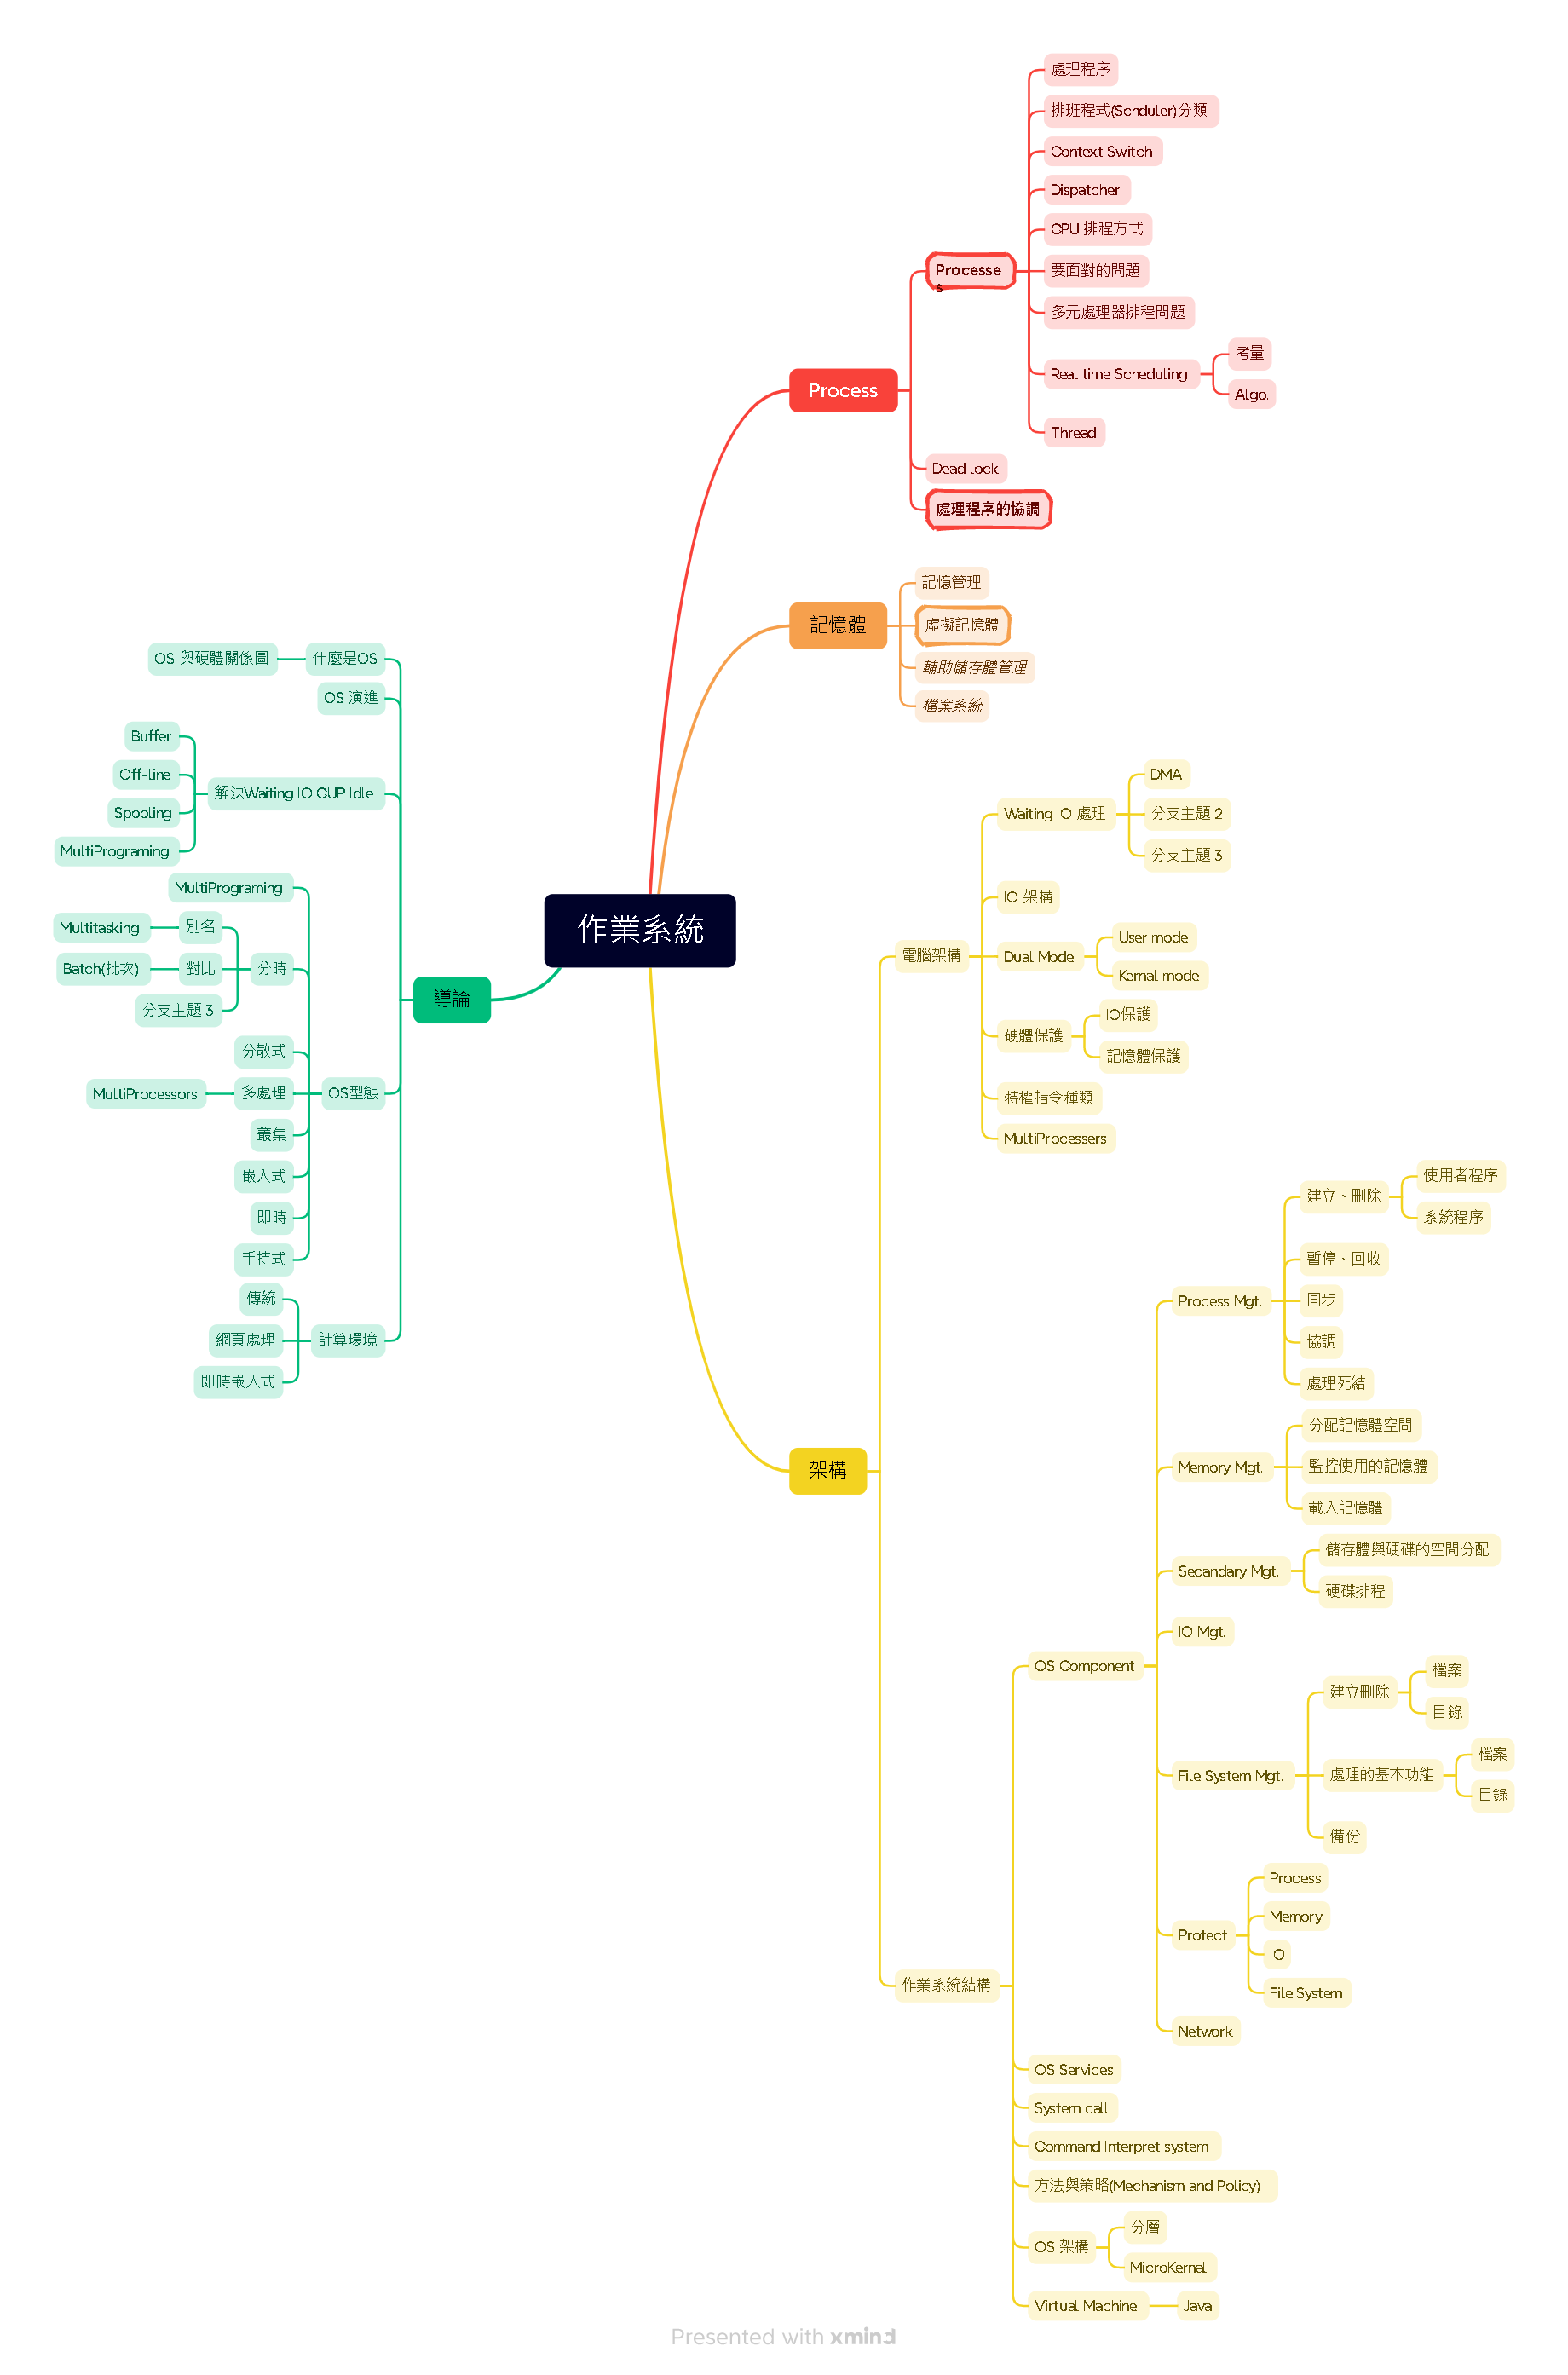 作業系統
Process
Processe
s
處理程序
排班程式(Schduler)分類
Context Switch
Dispatcher
CPU 排程方式
要面對的問題
多元處理器排程問題
Real time Scheduling
考量
Algo.
Thread
Dead lock
處理程序的協調
記憶體
記憶管理
虛擬記憶體
輔助儲存體管理
檔案系統
架構
電腦架構
Waiting IO 處理
DMA
分支主題 2
分支主題 3
IO 架構
Dual Mode
User mode
Kernal mode
硬體保護
IO保護
記憶體保護
特權指令種類
MultiProcessers
作業系統結構
OS Component
Process Mgt.
建立、刪除
使用者程序
系統程序
暫停、回收
同步
協調
處理死結
Memory Mgt.
分配記憶體空間
監控使用的記憶體
載入記憶體
Secandary Mgt.
儲存體與硬碟的空間分配
硬碟排程
IO Mgt.
File System Mgt.
建立刪除
檔案
目錄
處理的基本功能
檔案
目錄
備份
Protect
Process
Memory
IO
File System
Network
OS Services
System call
Command Interpret system
方法與策略(Mechanism and Policy)
OS 架構
分層
MicroKernal
Virtual Machine
Java
導論
什麼是OS
OS 與硬體關係圖
OS 演進
解決Waiting IO CUP Idle
Buffer
Off-line
Spooling
MultiPrograming
OS型態
MultiPrograming
分時
別名
Multitasking
對比
Batch(批次)
分支主題 3
分散式
多處理
MultiProcessors
叢集
嵌入式
即時
手持式
計算環境
傳統
網頁處理
即時嵌入式
Presented with xmind